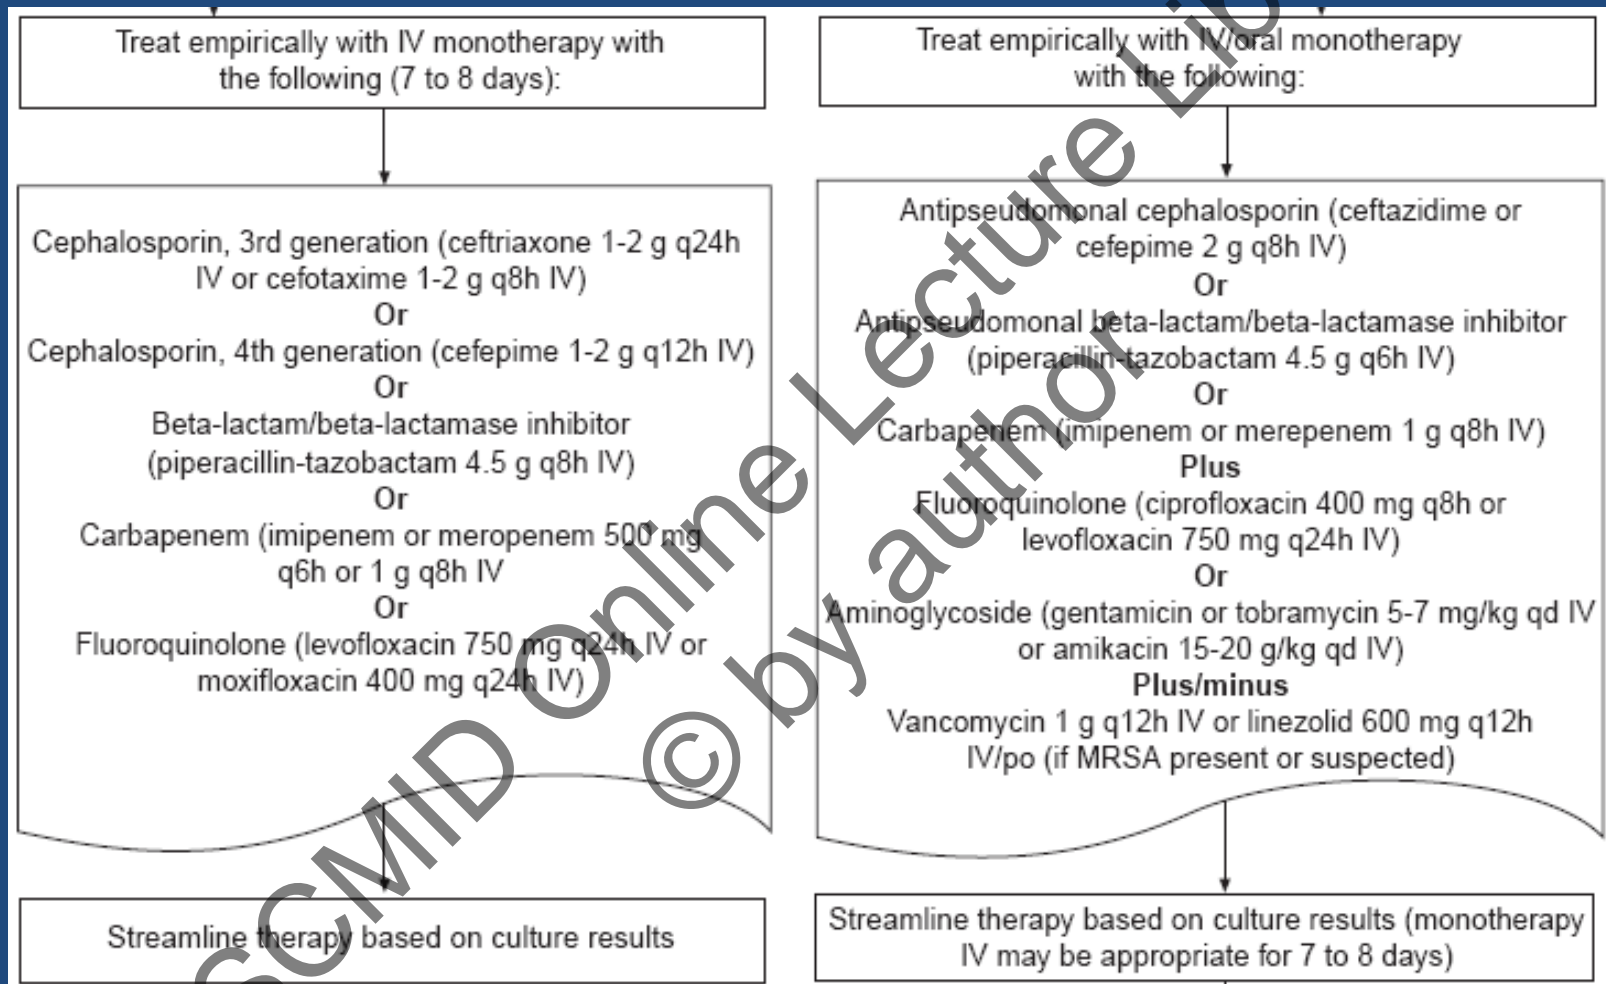 Treat empirically with IV monotherapy with
the following (7 to 8 days):
Cephalosporin, 3rd generation (ceftriaxone 1-2 g q24h
IV or cefotaxime 1-2 g q8h IV)
Or
Cephalosporin, 4th generation (cefepime 1-2 g q12h IV)
Or
Beta-lactam/beta-lactamase inhibitor
(piperacillin-tazobactam 4.5 g q8h IV)
Or
Carbapenem (imipenem or meropenem 500 mg
q6h or 1 g q8h IV
Or
Fluoroquinolone (levofloxacin 750 mg q24h IV or
moxifloxacin 400 mg q24h IV)
Streamline therapy based on culture results
Treat empirically with IV/oral monotherapy
with the following:
Antipseudomonal cephalosporin (ceftazidime or
cefepime 2 g q8h IV)
Or
Antipseudomonal beta-lactam/beta-lactamase inhibitor
(piperacillin-tazobactam 4.5 g q6h IV)
Or
Carbapenem (imipenem or merepenem 1 g q8h IV)
Plus
Fluoroquinolone (ciprofloxacin 400 mg q8h or
levofloxacin 750 mg q24h IV)
Or
Aminoglycoside (gentamicin or tobramycin 5-7 mg/kg qd IV
or amikacin 15-20 g/kg qd IV)
Plus/minus
Vancomycin 1 g q12h IV or linezolid 600 mg q12h
IV/po (if MRSA present or suspected)
Streamline therapy based on culture results (monotherapy
IV may be appropriate for 7 to 8 days)
SCMID Online Lecture Lib
© by author